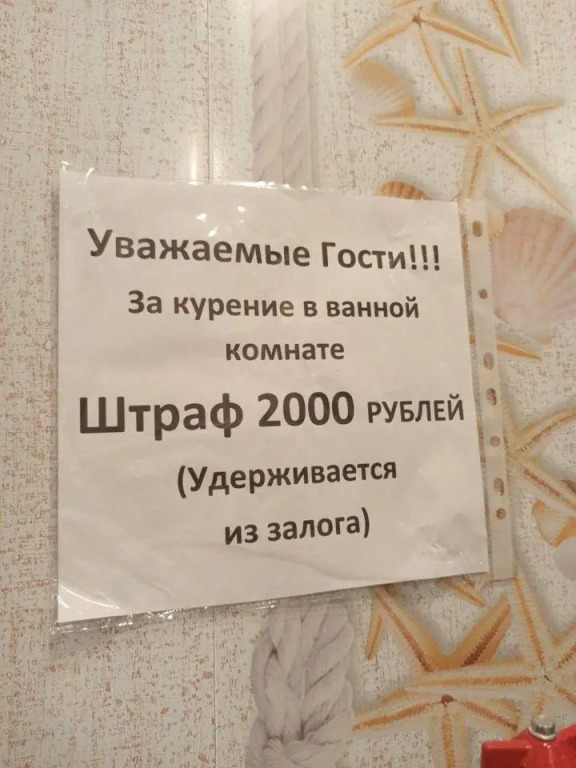 Уважаемые Гости!!!
За курение в ванной
комнате
Штраф 2000 РУБЛЕЙ
(Удерживается
из залога)